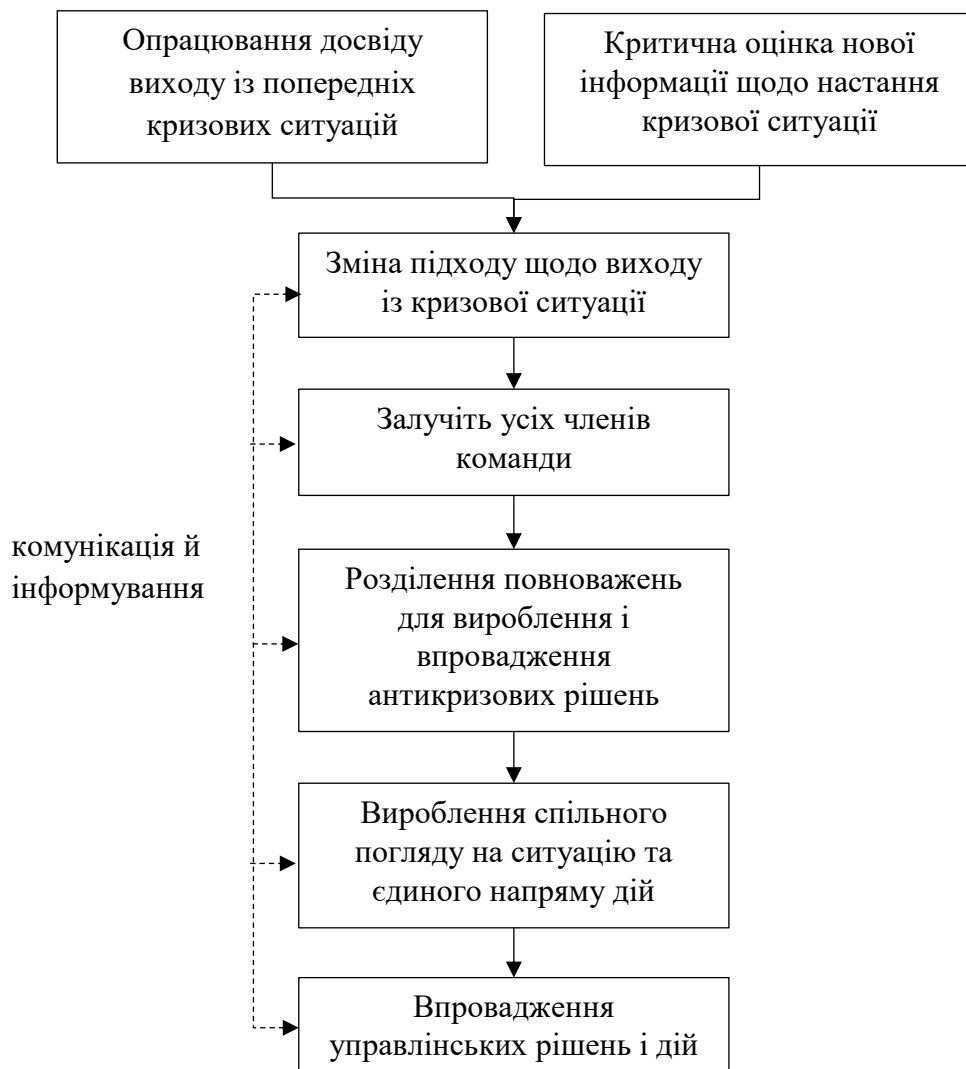 Опрацювання досвіду
виходу із попередніх
кризових ситуацій
Критична оцінка нової
інформації щодо настання
кризової ситуації
Зміна підходу щодо виходу
із кризової ситуації
Залучіть усіх членів
команди
комунікація й
інформування
Розділення повноважень
для вироблення і
впровадження
антикризових рішень
Вироблення спільного
погляду на ситуацію та
єдиного напряму дій
Впровадження
управлінських рішень і дій